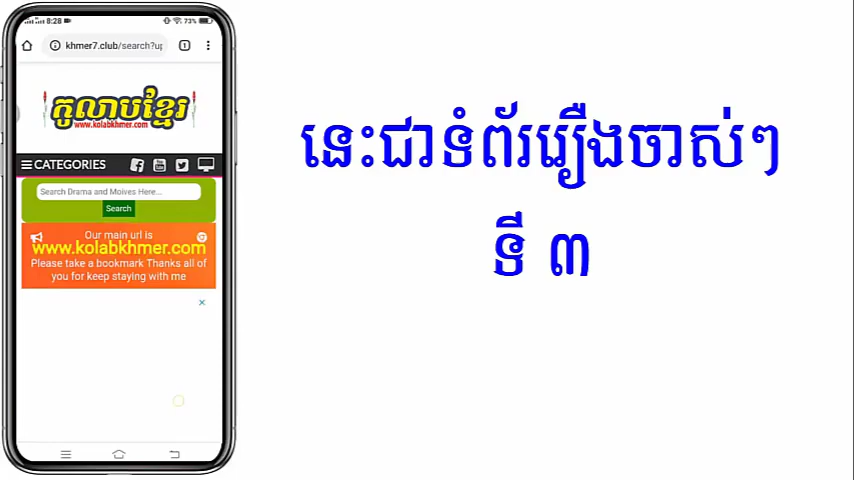 8:28
73%
khmer7.club/search?up
1
កូលាបខ្មែរ
www.kolabkhmer.com
CATEGORIES
Search Drama and Moives Here...
Search
Our main url is
www.kolabkhmer.com
Please take a bookmark Thanks all of
you for keep staying with me
នេះជាទំព័ររឿងចាស់ៗ
ទី ៣